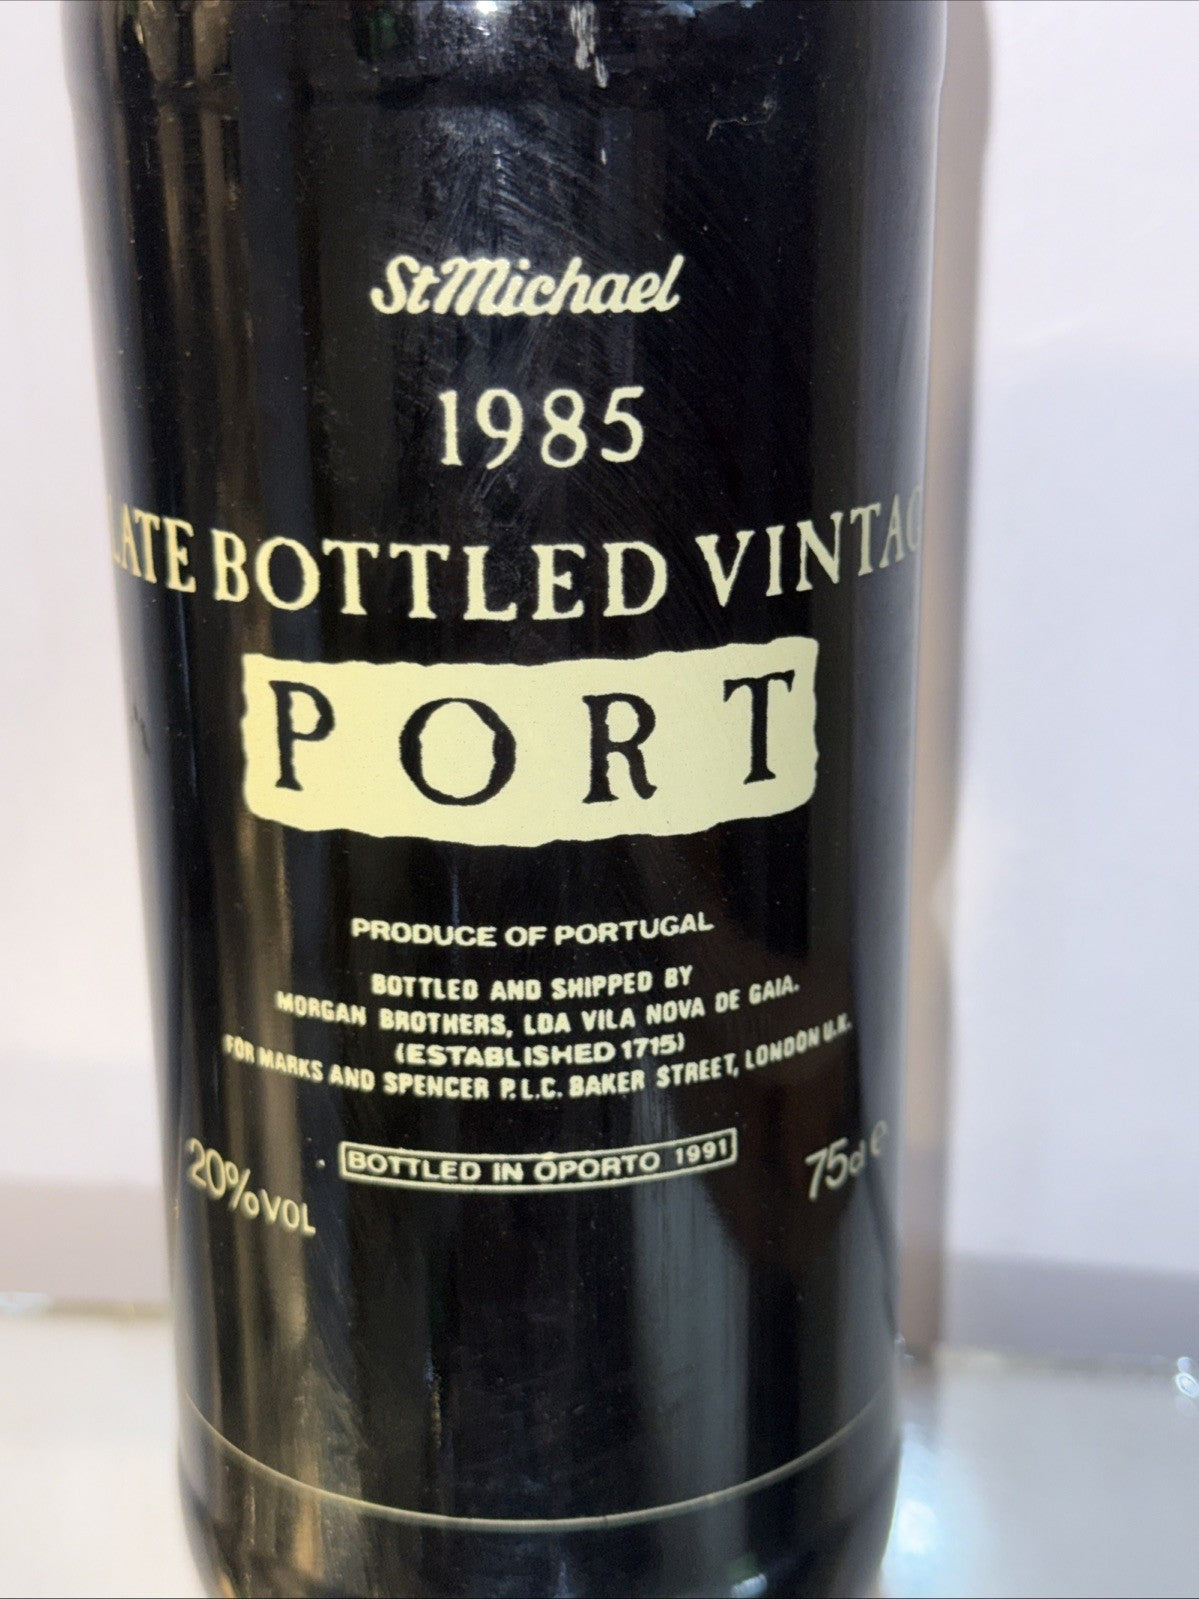 St Michael
1985
LATE BOTTLED VINTAG
PORT
PRODUCE OF PORTUGAL
BOTTLED AND SHIPPED BY
MORGAN BROTHERS, LDA VILA NOVA DE GAIA.
(ESTABLISHED 1715)
FOR MARKS AND SPENCER P.L.C. BAKER STREET, LONDON U.K.
BOTTLED IN OPORTO 1991
20% VOL
75cl e